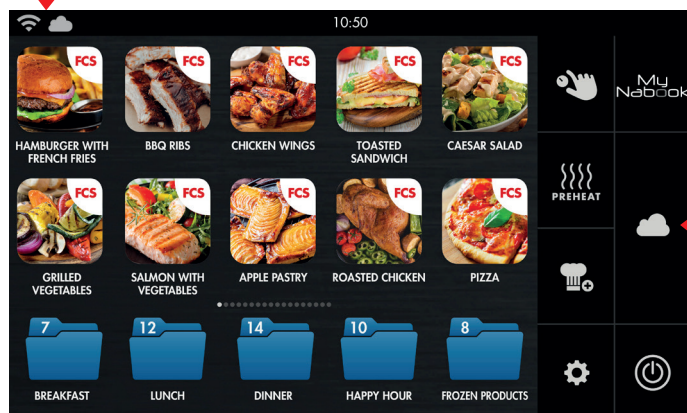 10:50
FCS
FCS
FCS
FCS
FCS
HAMBURGER WITH
FRENCH FRIES
BBQ RIBS
CHICKEN WINGS
TOASTED
SANDWICH
CAESAR SALAD
FCS
FCS
FCS
FCS
FCS
GRILLED
VEGETABLES
SALMON WITH
VEGETABLES
APPLE PASTRY
ROASTED CHICKEN
PIZZA
7
12
14
10
8
BREAKFAST
LUNCH
DINNER
HAPPY HOUR
FROZEN PRODUCTS
My
Nabook
PREHEAT